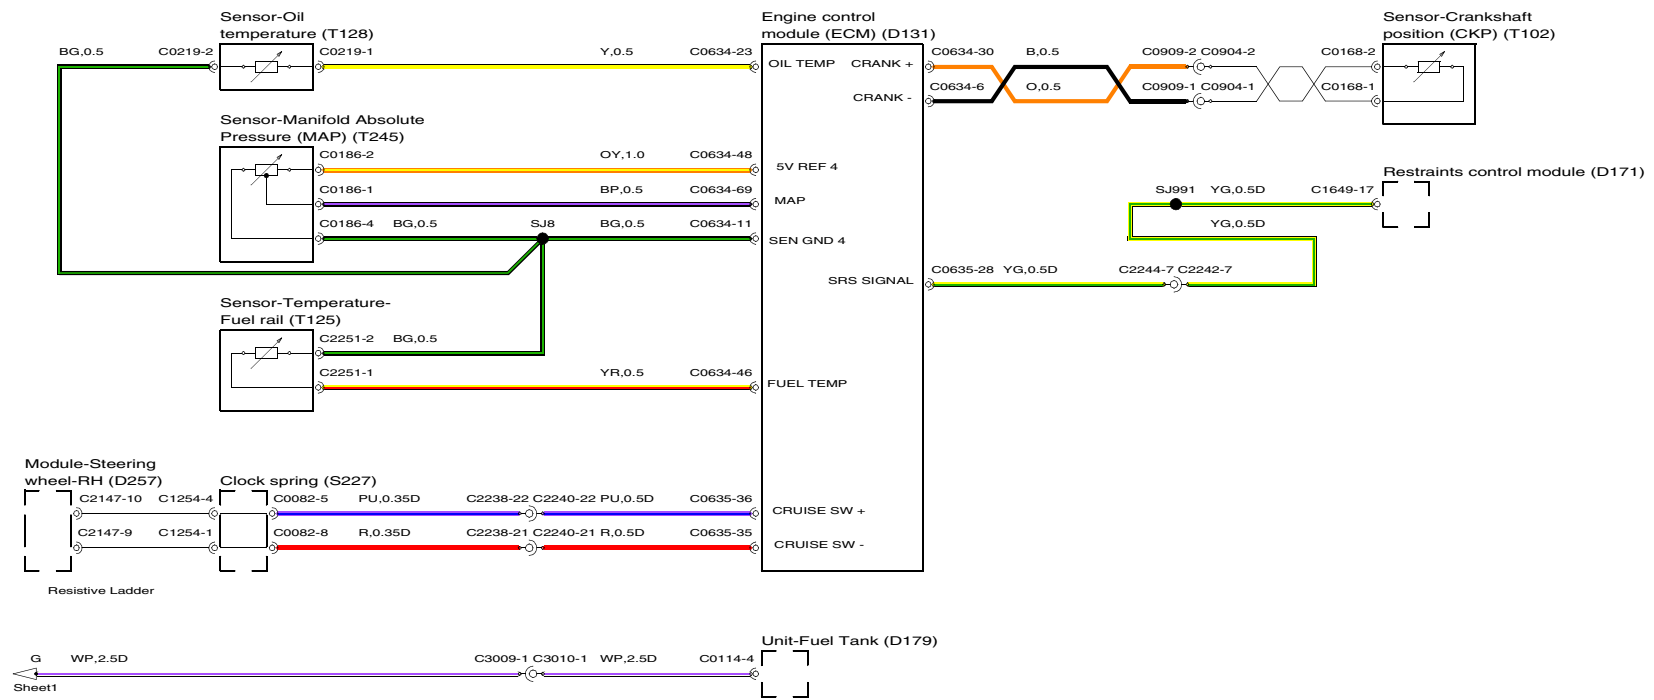 Sensor-Oil
temperature (T128)
BG,0.5 C0219-2 C0219-1 Y,0.5 C0634-23
Engine control
module (ECM) (D131)
OIL TEMP CRANK +
CRANK -
C0634-30 B,0.5 C0909-2 C0904-2 C0168-2
C0634-6 O,0.5 C0909-1 C0904-1 C0168-1
Sensor-Crankshaft
position (CKP) (T102)
Sensor-Manifold Absolute
Pressure (MAP) (T245)
C0186-2 OY,1.0 C0634-48
5V REF 4
C0186-1 BP,0.5 C0634-69
MAP
C0186-4 BG,0.5 SJ8 BG,0.5 C0634-11
SEN GND 4
Restraints control module (D171)
SJ991 YG,0.5D C1649-17
YG,0.5D
SRS SIGNAL
C0635-28 YG,0.5D C2244-7 C2242-7
Sensor-Temperature-
Fuel rail (T125)
C2251-2 BG,0.5
C2251-1 YR,0.5 C0634-46
FUEL TEMP
Module-Steering
wheel-RH (D257)
Clock spring (S227)
C2147-10 C1254-4 C0082-5 PU,0.35D C2238-22 C2240-22 PU,0.5D C0635-36
CRUISE SW +
C2147-9 C1254-1 C0082-8 R,0.35D C2238-21 C2240-21 R,0.5D C0635-35
CRUISE SW -
Resistive Ladder
Unit-Fuel Tank (D179)
G WP,2.5D C3009-1 C3010-1 WP,2.5D C0114-4
Sheet1